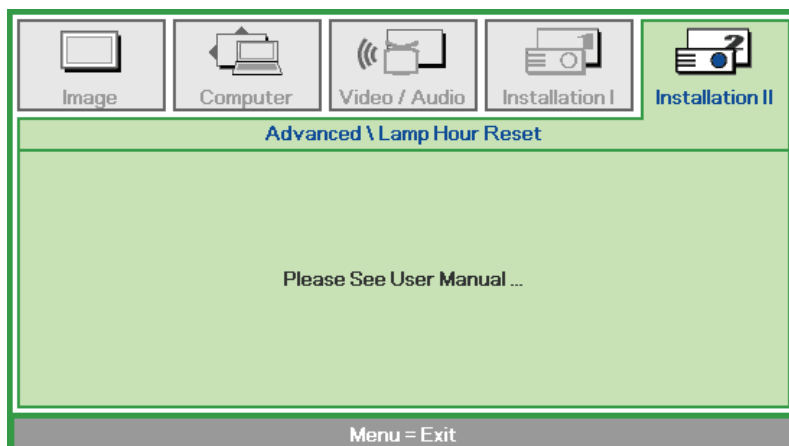 Image Computer Video / Audio Installation I Installation II
Advanced \ Lamp Hour Reset
Please See User Manual ...
Menu = Exit